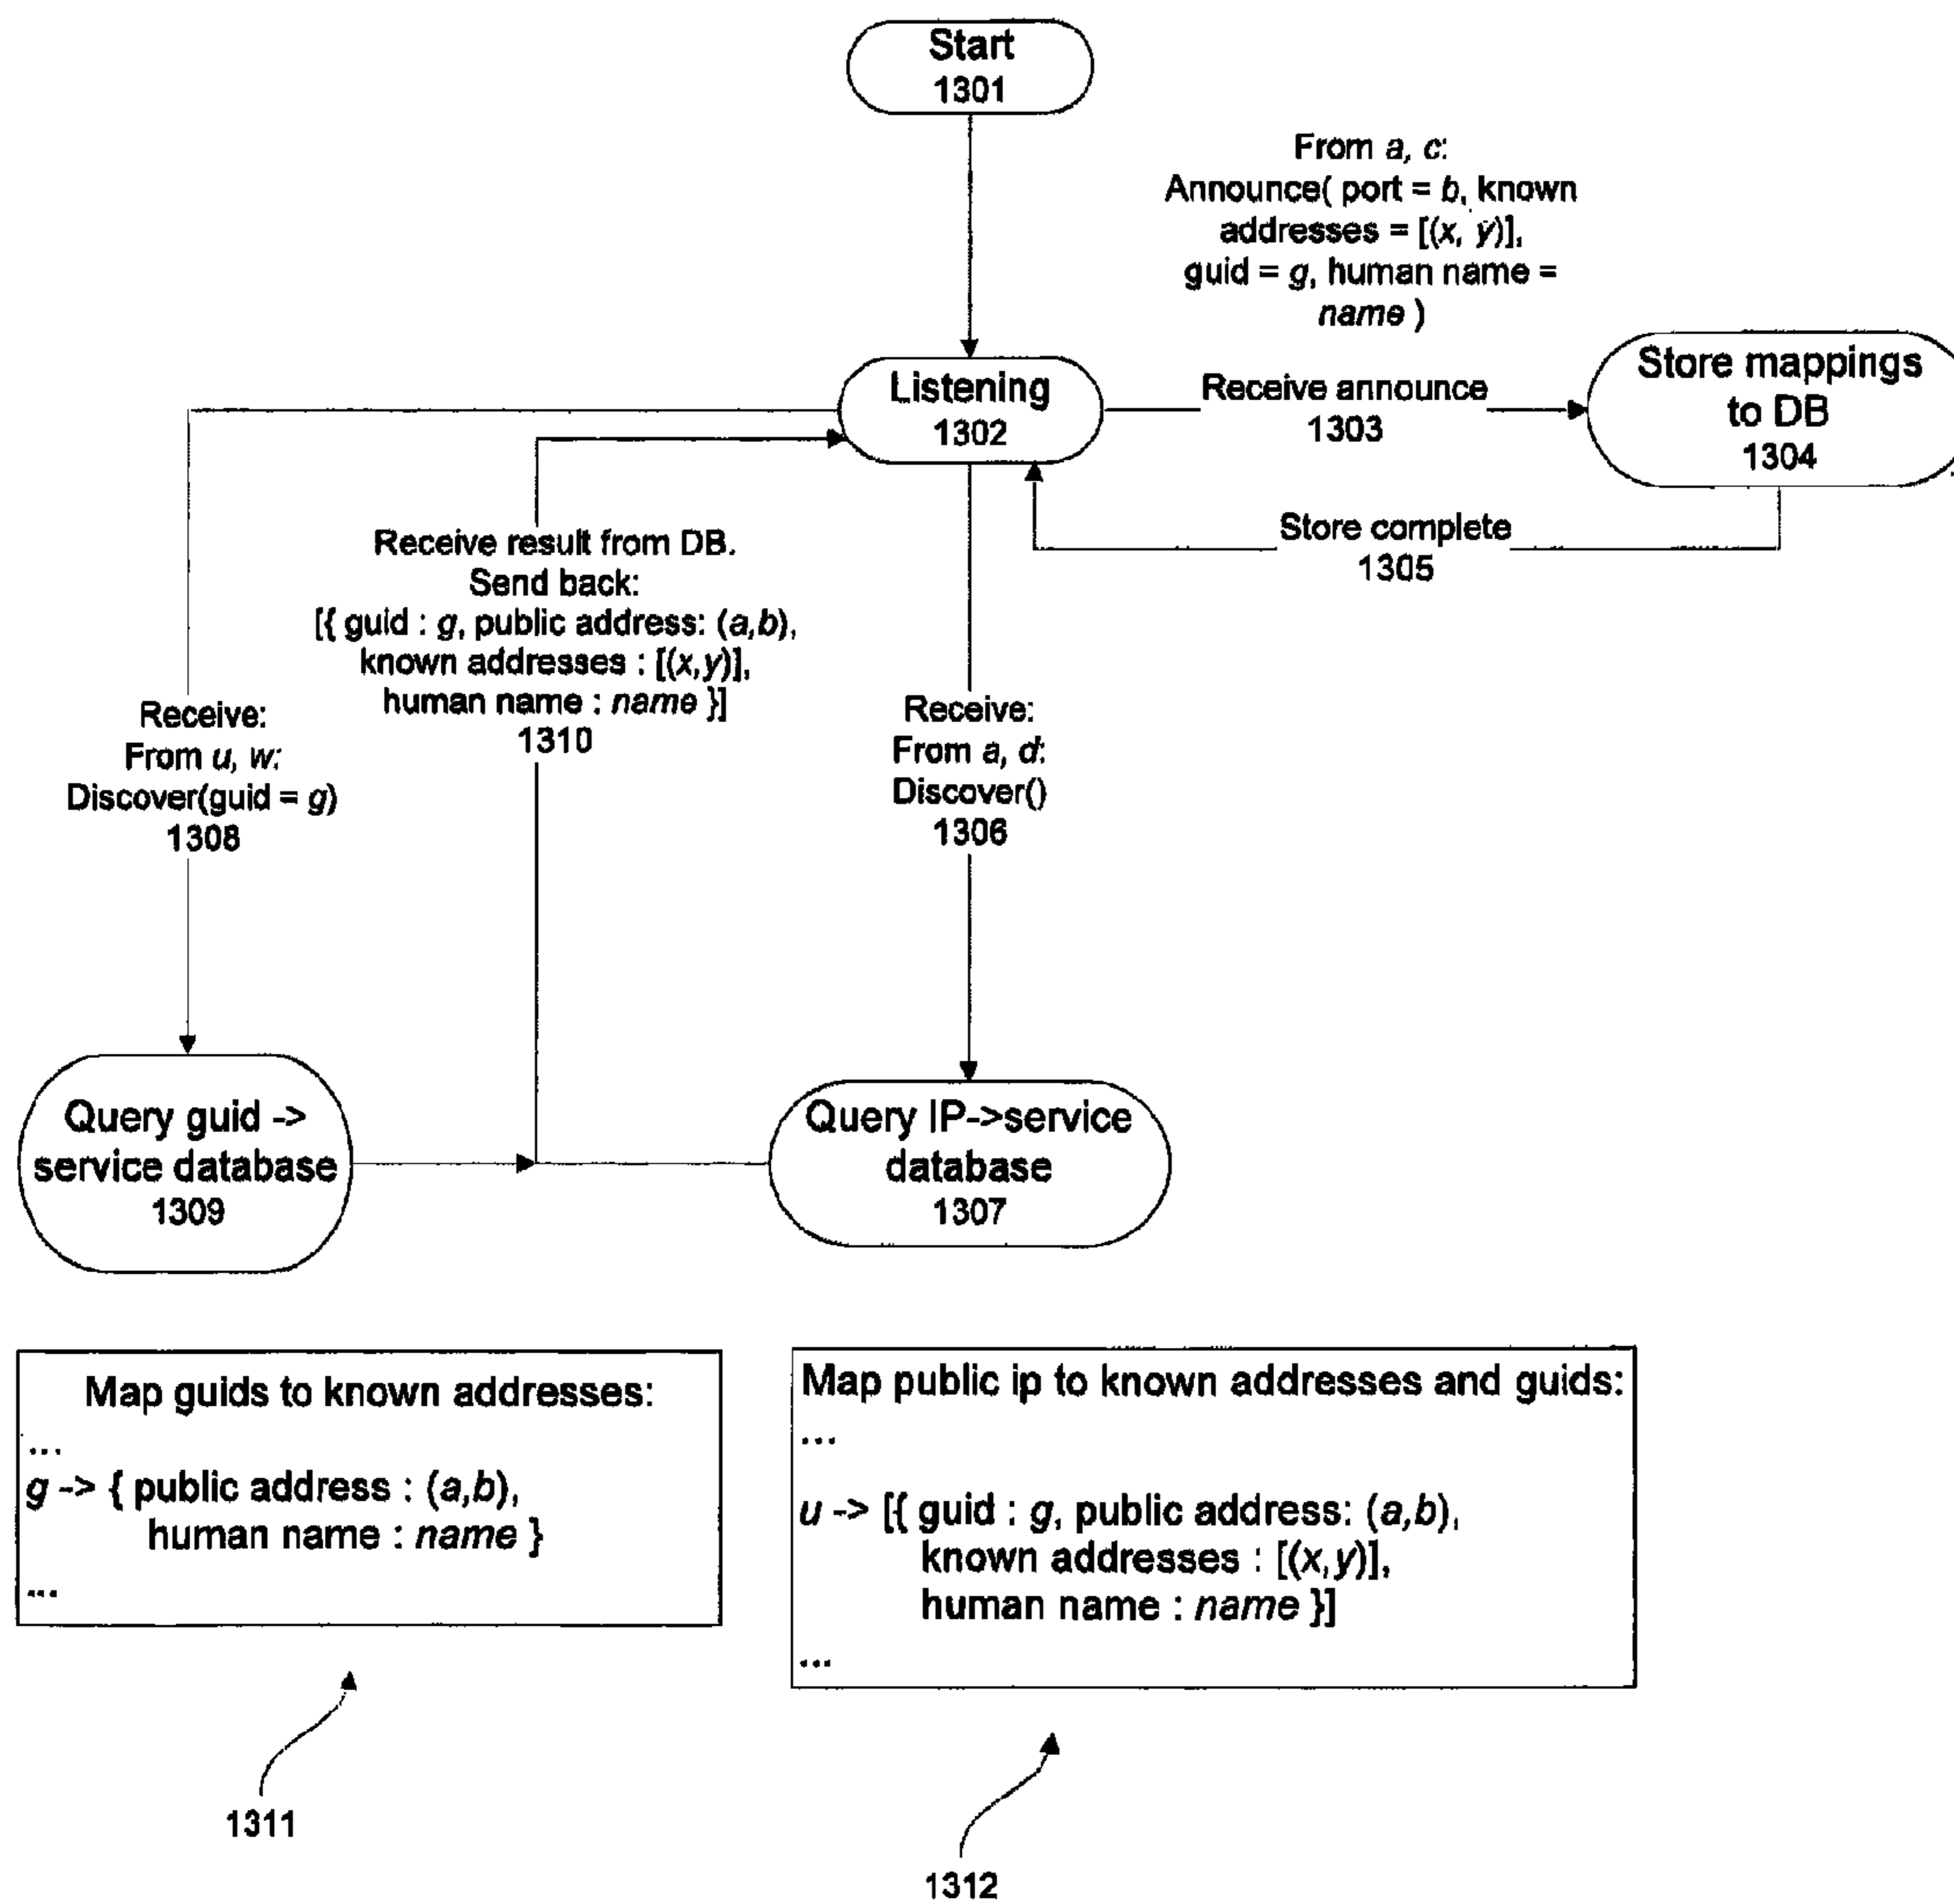 Start
1301
From a, c:
Announce( port = b, known
addresses = [(x, y)],
guid = g, human name =
name )
Listening
1302
Receive announce
1303
Store mappings
to DB
1304
Store complete
1305
Receive result from DB.
Send back:
[{ guid : g, public address: (a,b),
known addresses : [(x,y)],
human name : name }]
1310
Receive:
From u, w:
Discover(guid = g)
1308
Receive:
From a, d:
Discover()
1306
Query guid ->
service database
1309
Query IP->service
database
1307
Map guids to known addresses:
...
g -> { public address : (a,b),
human name : name }
...
Map public ip to known addresses and guids:
...
u -> [{ guid : g, public address: (a,b),
known addresses : [(x,y)],
human name : name }]
...
1311
1312